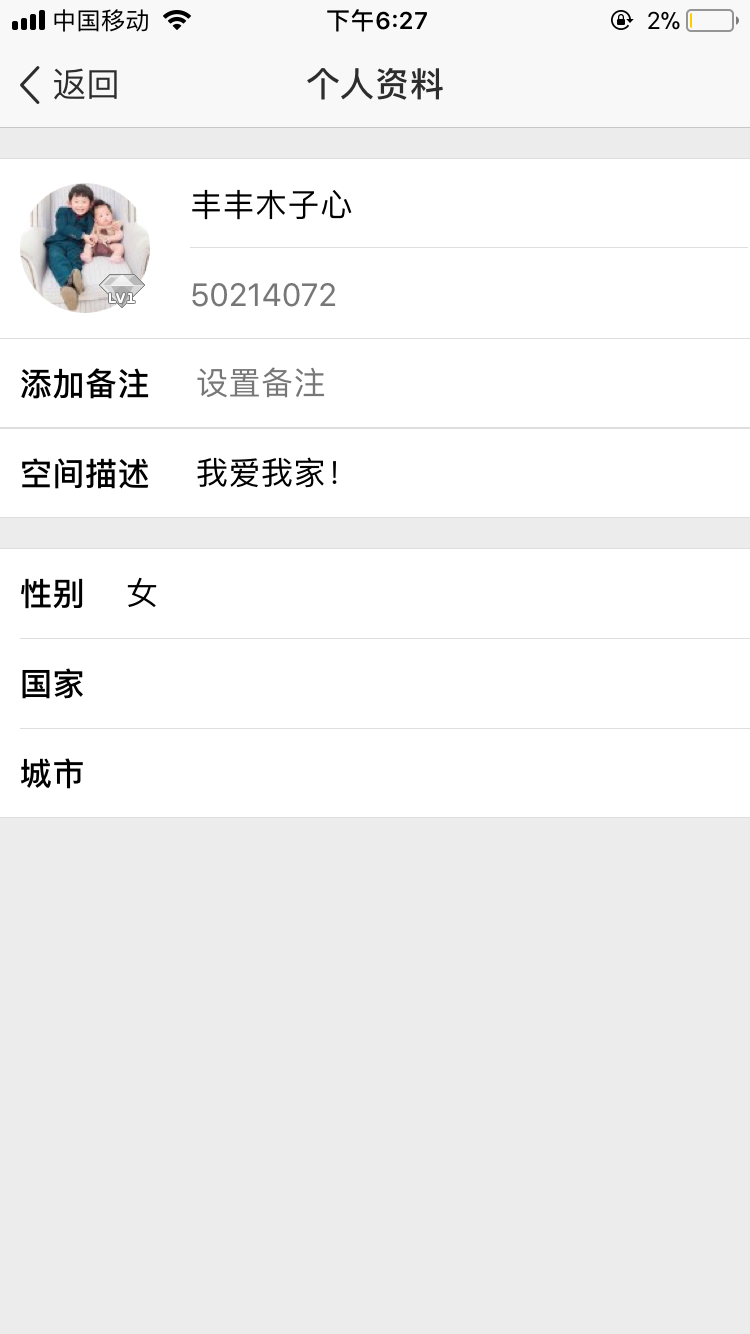 中国移动 下午6:27 2%
返回 个人资料
丰丰木子心
LV1
50214072
添加备注 设置备注
空间描述 我爱我家！
性别 女
国家
城市